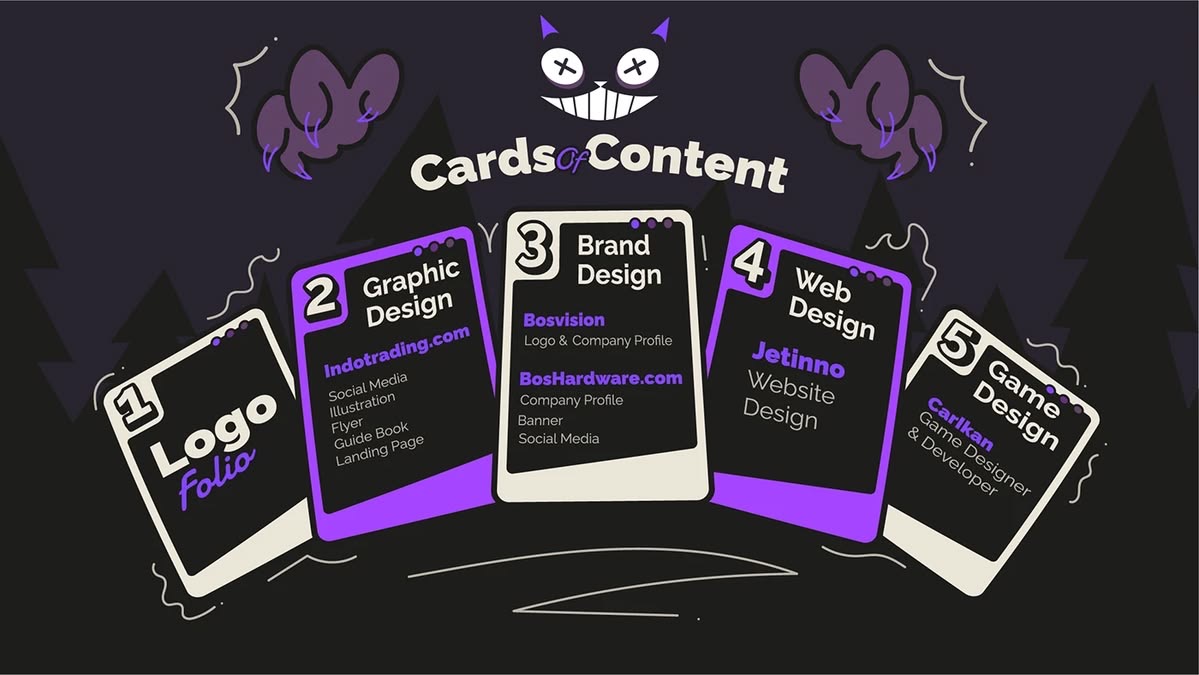 Cards Of Content
1
Logo
Folio
2
Graphic
Design
Indotrading.com
Social Media
Illustration
Flyer
Guide Book
Landing Page
3
Brand
Design
Bosvision
Logo & Company Profile
BosHardware.com
Company Profile
Banner
Social Media
4
Web
Design
Jetinno
Website
Design
5
Game
Design
Carlkan
Game Designer
& Developer